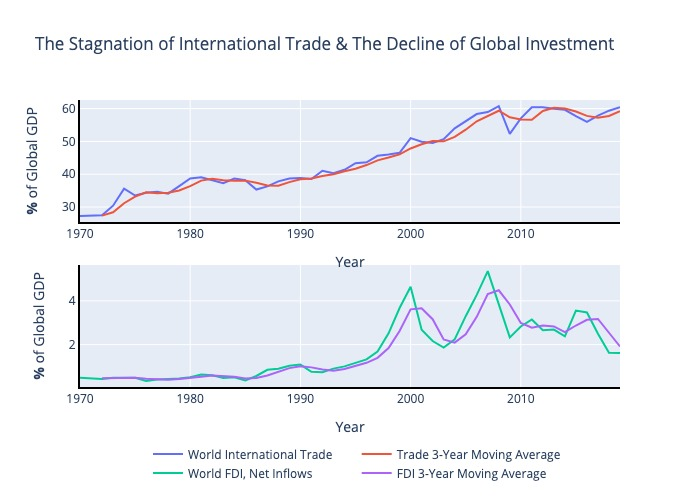 The Stagnation of International Trade & The Decline of Global Investment
% of Global GDP
60
50
40
30
1970 1980 1990 2000 2010
Year
% of Global GDP
4
2
1970 1980 1990 2000 2010
Year
World International Trade Trade 3-Year Moving Average
World FDI, Net Inflows FDI 3-Year Moving Average